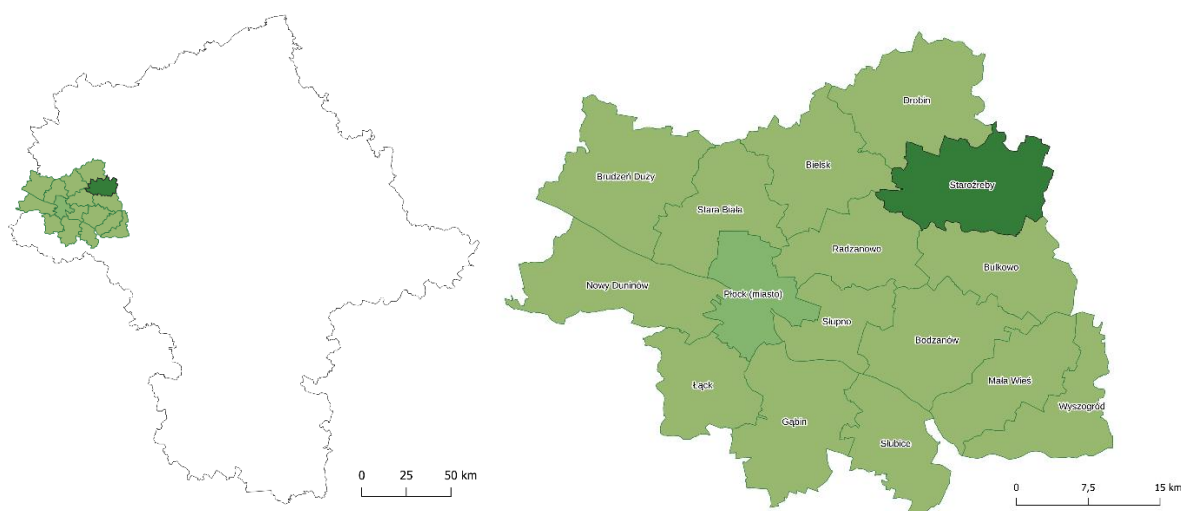 Drobin
Staroźreby
Bielsk
Brudzeń Duży
Stara Biała
Radzanowo
Bulkowo
Nowy Duninów
Płock (miasto)
Słupno
Bodzanów
Mała Wieś
Łąck
Wyszogród
Gąbin
Słubice
0 25 50 km
0 7,5 15 km